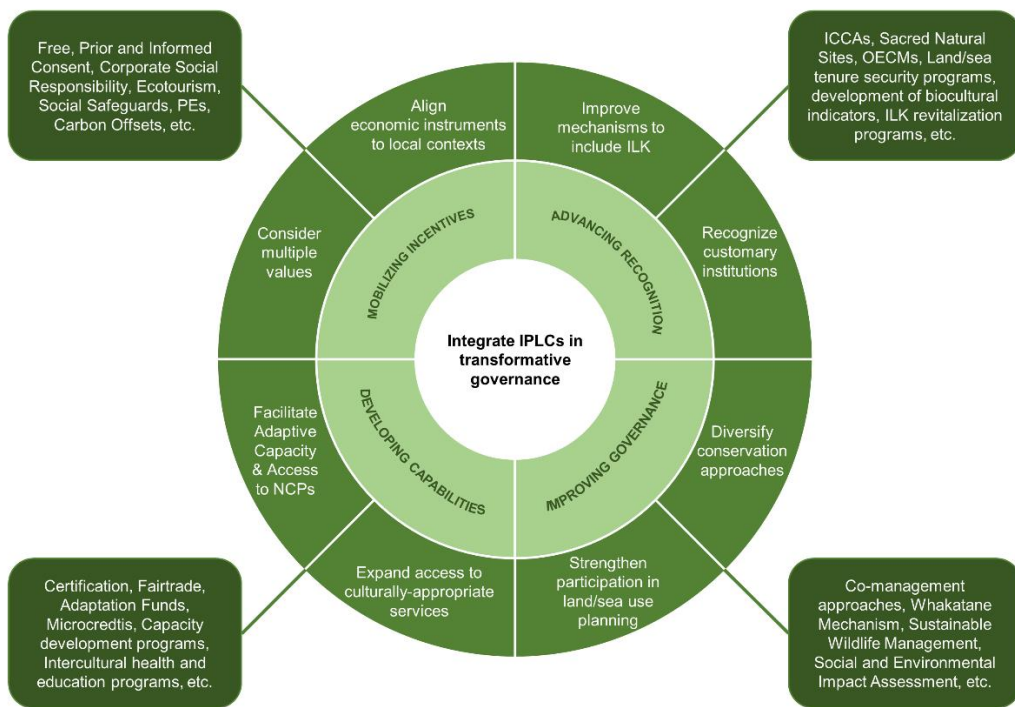 Free, Prior and Informed
Consent, Corporate Social
Responsibility, Ecotourism,
Social Safeguards, PEs,
Carbon Offsets, etc.
ICCAs, Sacred Natural
Sites, OECMs, Land/sea
tenure security programs,
development of biocultural
indicators, ILK revitalization
programs, etc.
Align
economic instruments
to local contexts
Improve
mechanisms to
include ILK
Consider
multiple
values
Recognize
customary
institutions
MOBILIZING INCENTIVES
ADVANCING RECOGNITION
Integrate IPLCs in
transformative
governance
DEVELOPING CAPABILITIES
IMPROVING GOVERNANCE
Facilitate
Adaptive
Capacity
& Access
to NCPs
Diversify
conservation
approaches
Expand access to
culturally-appropriate
services
Strengthen
participation in
land/sea use
planning
Certification, Fairtrade,
Adaptation Funds,
Microcredtis, Capacity
development programs,
Intercultural health and
education programs, etc.
Co-management
approaches, Whakatane
Mechanism, Sustainable
Wildlife Management,
Social and Environmental
Impact Assessment, etc.